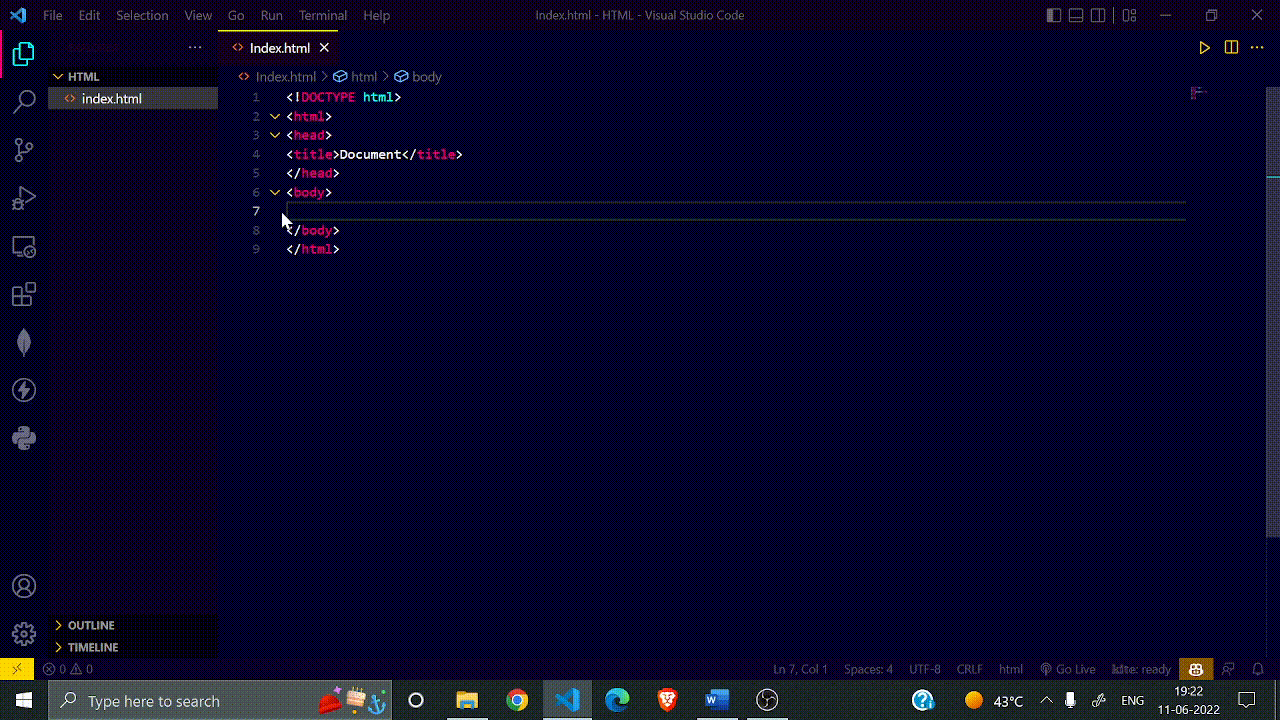 File Edit Selection View Go Run Terminal Help
Index.html - HTML - Visual Studio Code
Index.html
HTML
index.html
Index.html > html > body
1 <!DOCTYPE html>
2 <html>
3 <head>
4 <title>Document</title>
5 </head>
6 <body>
7
8 </body>
9 </html>
OUTLINE
TIMELINE
0 0
Ln 7, Col 1 Spaces: 4 UTF-8 CRLF html Go Live kite: ready
Type here to search
43°C
ENG
19:22
11-06-2022